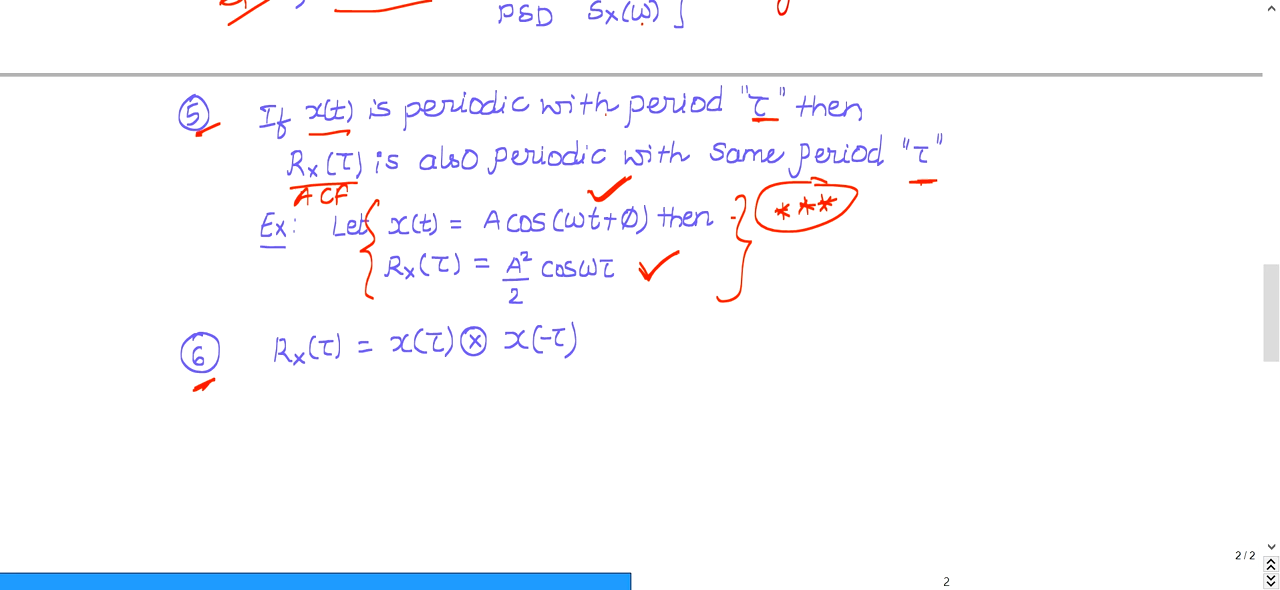 PSD Sx(ω)]
⑤ If x(t) is periodic with period "τ" then
Rx(τ) is also periodic with same period "τ"
ACF
Ex: Let x(t) = A cos(ωt+φ) then ***
Rx(τ) = A²/2 cosωτ
⑥ Rx(τ) = x(τ) ⊗ x(-τ)
2/2
2